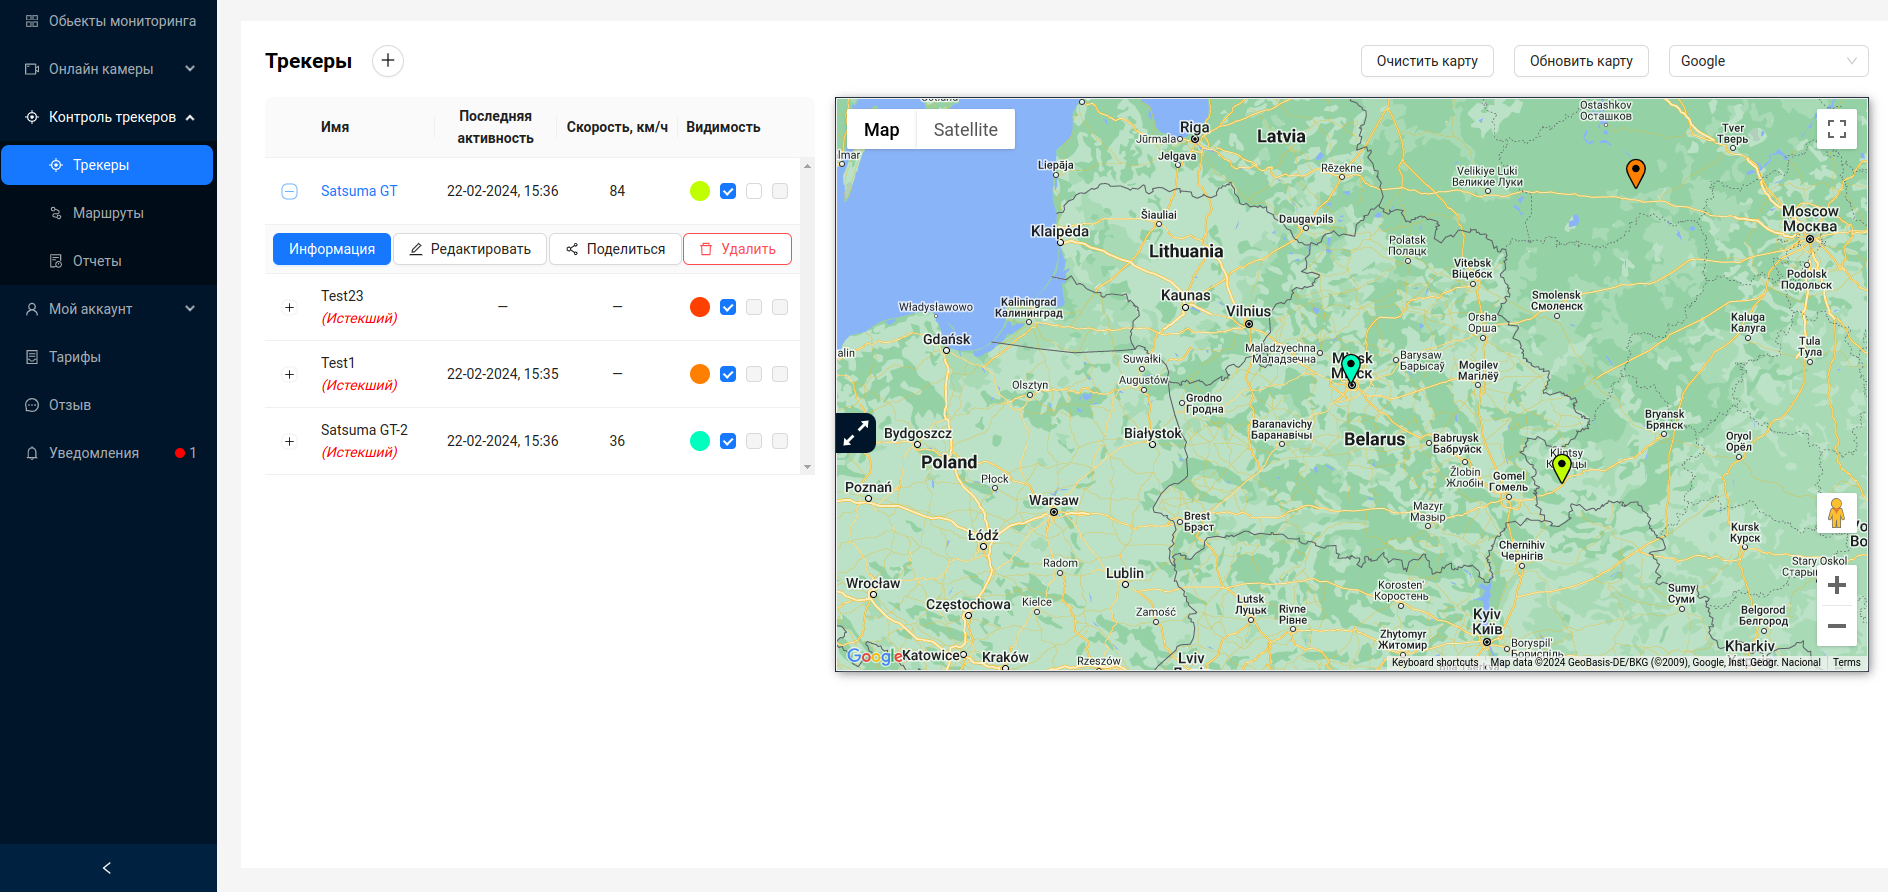 Обьекты мониторинга
Онлайн камеры
Контроль трекеров
Трекеры
Маршруты
Отчеты
Мой аккаунт
Тарифы
Отзыв
Уведомления 1
Трекеры
Очистить карту
Обновить карту
Google
Имя
Последняя
активность
Скорость, км/ч
Видимость
Satsuma GT 22-02-2024, 15:36 84
Информация
Редактировать
Поделиться
Удалить
Test23
(Истекший)
— —
Test1
(Истекший)
22-02-2024, 15:35 —
Satsuma GT-2
(Истекший)
22-02-2024, 15:36 36
Map Satellite
Ostashkov
Осташков
Tver
Тверь
Riga
Jūrmala
Latvia
Jelgava
Liepāja
Rēzekne
Velikiye Luki
Великие Луки
Moscow
Москва
Šiauliai
Daugavpils
Klaipėda
Lithuania
Polatsk
Полацк
Vitebsk
Віцебск
Podolsk
Подольск
Kaunas
Smolensk
Смоленск
Władysławowo
Kaliningrad
Калининград
Vilnius
Orsha
Орша
Kaluga
Калуга
Gdańsk
Maladzyechna
Маладзечна
Suwałki
Barysaw
Барысаў
Mogilev
Магілёў
Tula
Тула
Augustów
Olsztyn
Grodno
Гродна
Baranavichy
Баранавічы
Bryansk
Брянск
Bydgoszcz
Białystok
Belarus
Babruysk
Бабруйск
Oryol
Орёл
Poland
Žlobin
Жлобін
Gomel
Гомель
Płock
Poznań
Warsaw
Mazyr
Мазыр
Brest
Брэст
Kursk
Курск
Łódź
Chernihiv
Чернігів
Radom
Lublin
Stary Oskol
Wrocław
Korosten'
Коростень
Sumy
Суми
Częstochowa
Kielce
Zamość
Lutsk
Луцьк
Rivne
Рівне
Kyiv
Київ
Belgorod
Белгород
Zhytomyr
Житомир
Boryspil'
Бориспіль
Kharkiv
Google
Katowice
Kraków
Rzeszów
Lviv
Keyboard shortcuts
Map data ©2024 GeoBasis-DE/BKG (©2009), Google, Inst. Geogr. Nacional
Terms